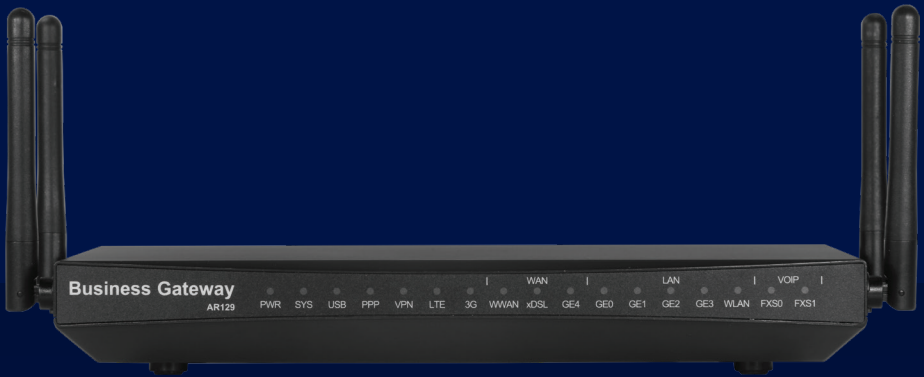 Business Gateway
AR129
WAN LAN VOIP
PWR SYS USB PPP VPN LTE 3G WWAN xDSL GE4 GE0 GE1 GE2 GE3 WLAN FXS0 FXS1